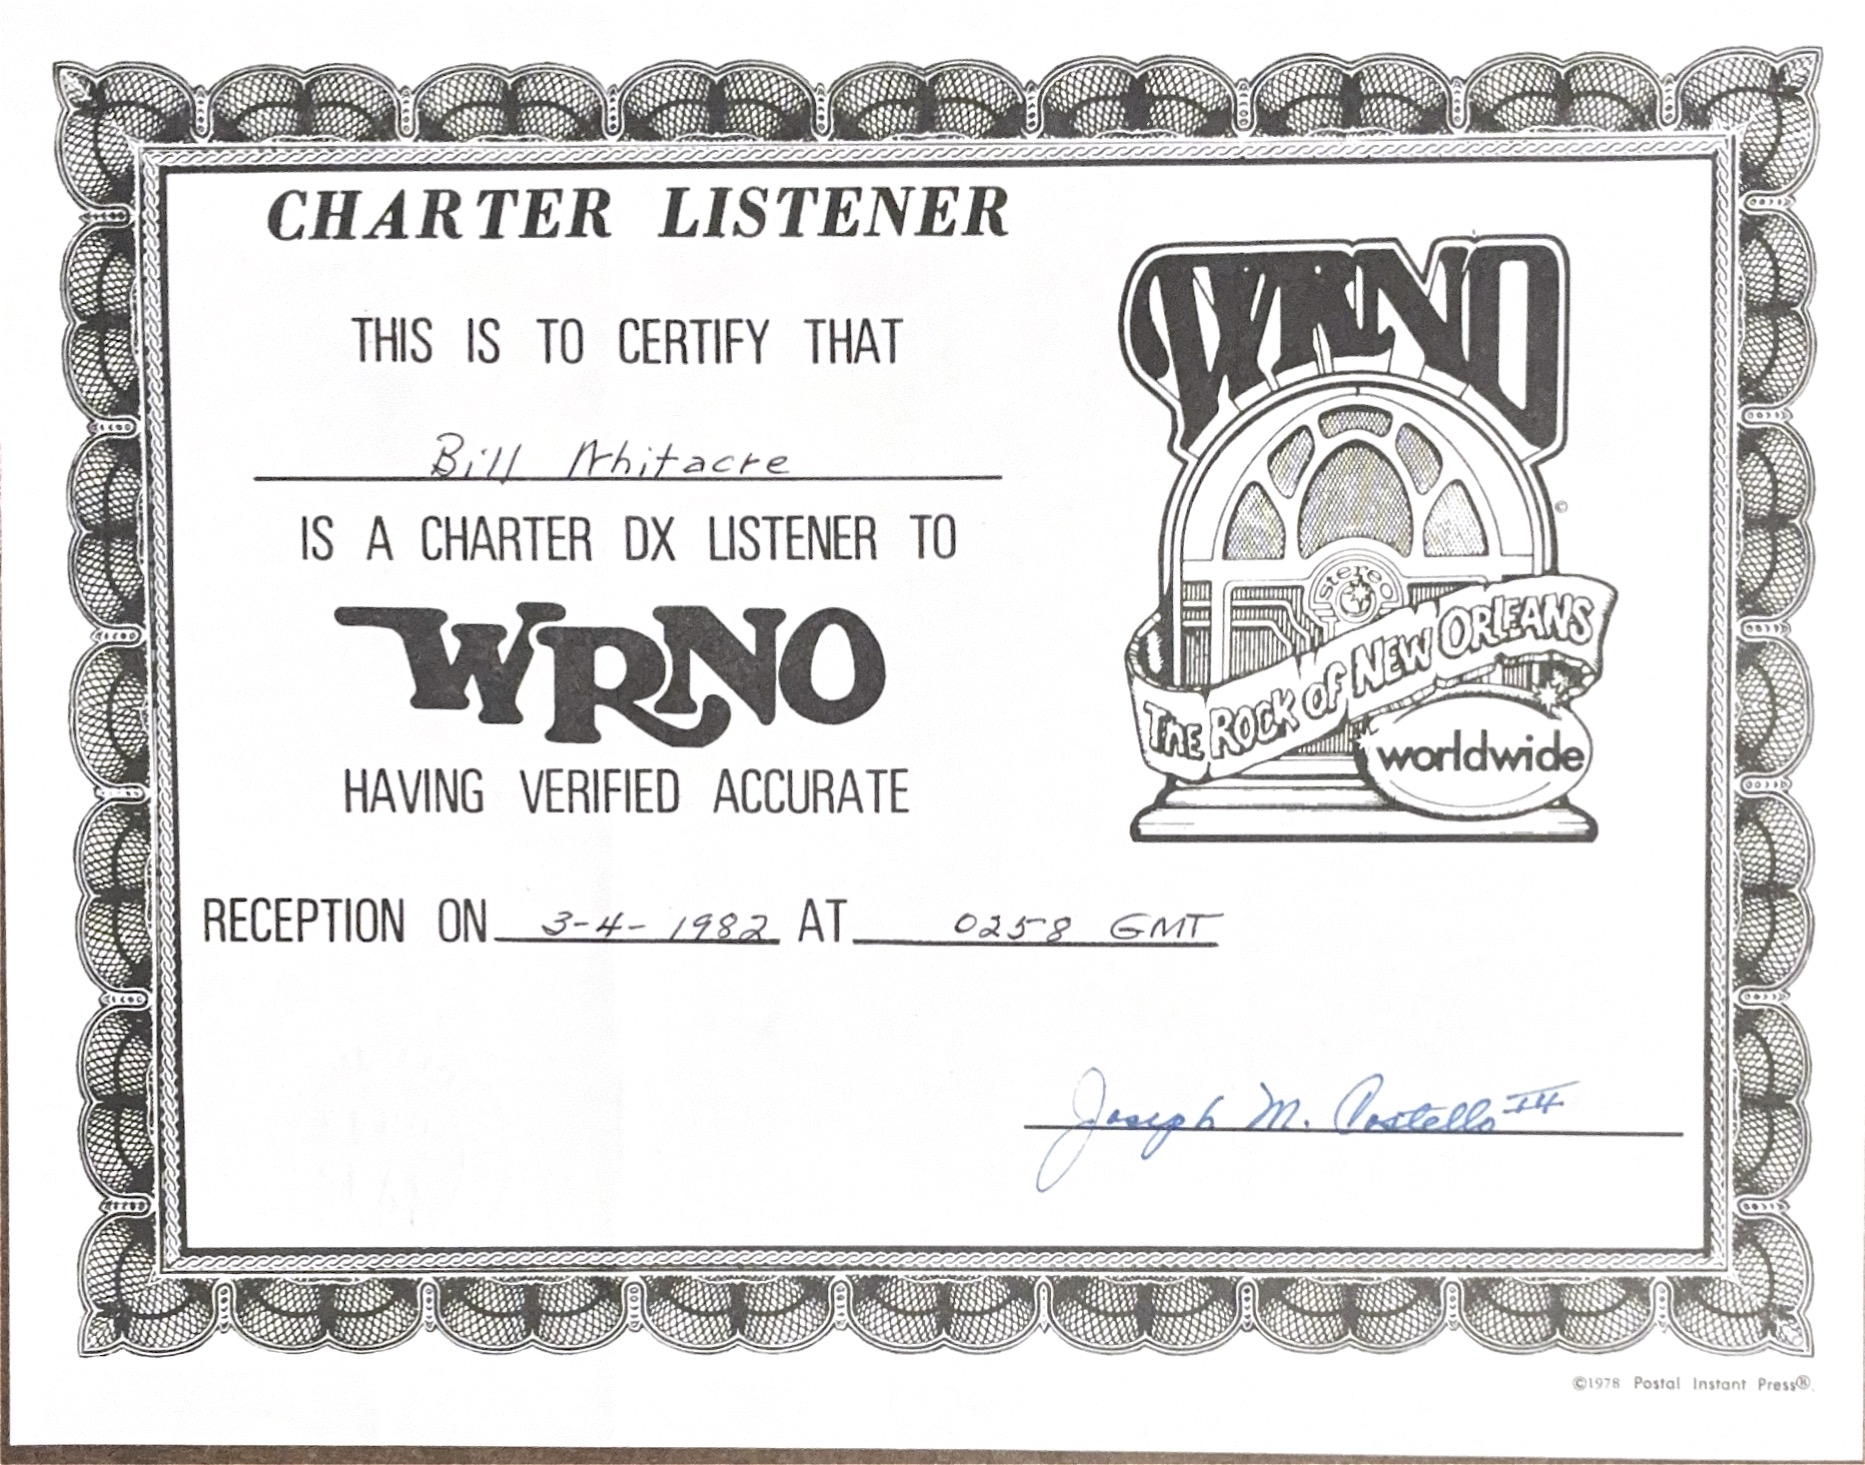 CHARTER LISTENER
THIS IS TO CERTIFY THAT
Bill Whitacre
IS A CHARTER DX LISTENER TO
WRNO
HAVING VERIFIED ACCURATE
RECEPTION ON 3-4-1982 AT 0258 GMT
WRNO
©
stereo
THE ROCK OF NEW ORLEANS
worldwide
Joseph M. Costello III
©1978 Postal Instant Press®.